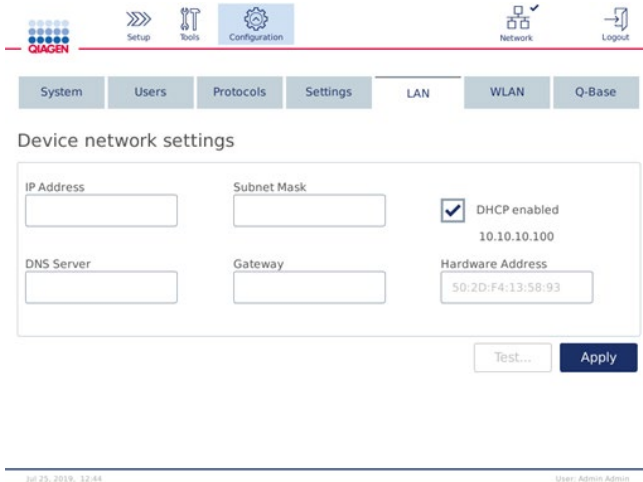 QIAGEN
Setup
Tools
Configuration
Network
Logout
System
Users
Protocols
Settings
LAN
WLAN
Q-Base
Device network settings
IP Address
Subnet Mask
DHCP enabled
10.10.10.100
DNS Server
Gateway
Hardware Address
50:2D:F4:13:58:93
Test...
Apply
Jul 25, 2019, 12:44
User: Admin Admin